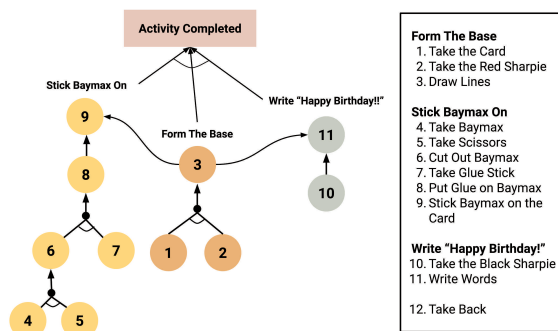 Activity Completed
Stick Baymax On
Write “Happy Birthday!!”
Form The Base
9
11
3
8
10
6
7
1
2
4
5
Form The Base
1. Take the Card
2. Take the Red Sharpie
3. Draw Lines
Stick Baymax On
4. Take Baymax
5. Take Scissors
6. Cut Out Baymax
7. Take Glue Stick
8. Put Glue on Baymax
9. Stick Baymax on the
Card
Write “Happy Birthday!”
10. Take the Black Sharpie
11. Write Words
12. Take Back